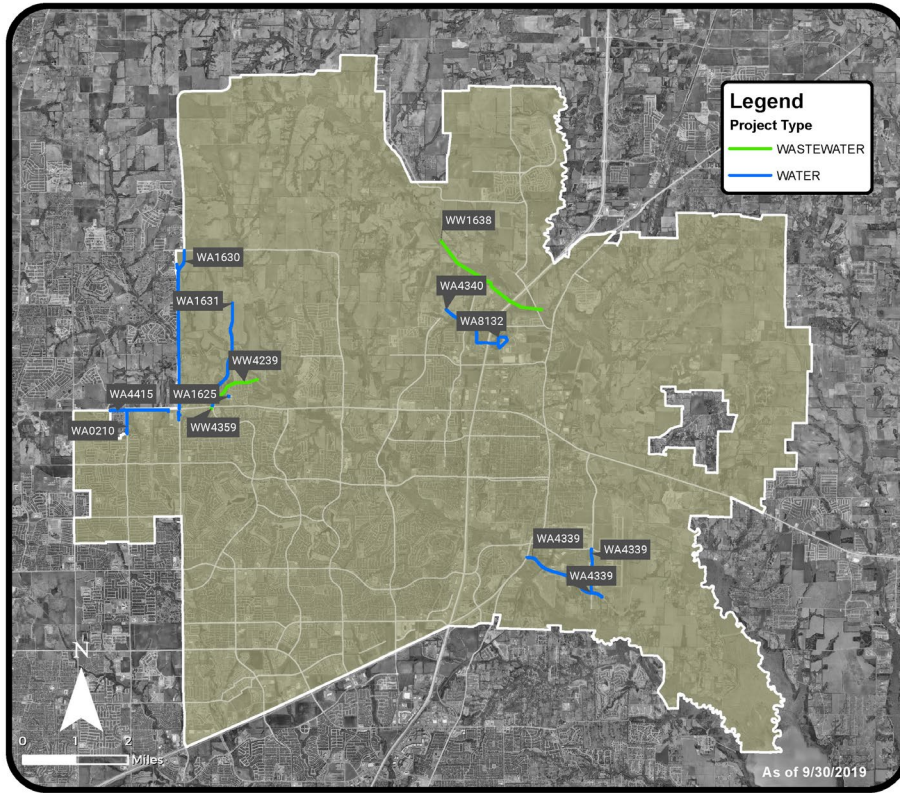 Legend
Project Type
WASTEWATER
WATER
WW1638
WA1630
WA4340
WA1631
WA8132
WW4239
WA4415
WA1625
WW4359
WA0210
WA4339
WA4339
WA4339
N
0 1 2
Miles
As of 9/30/2019